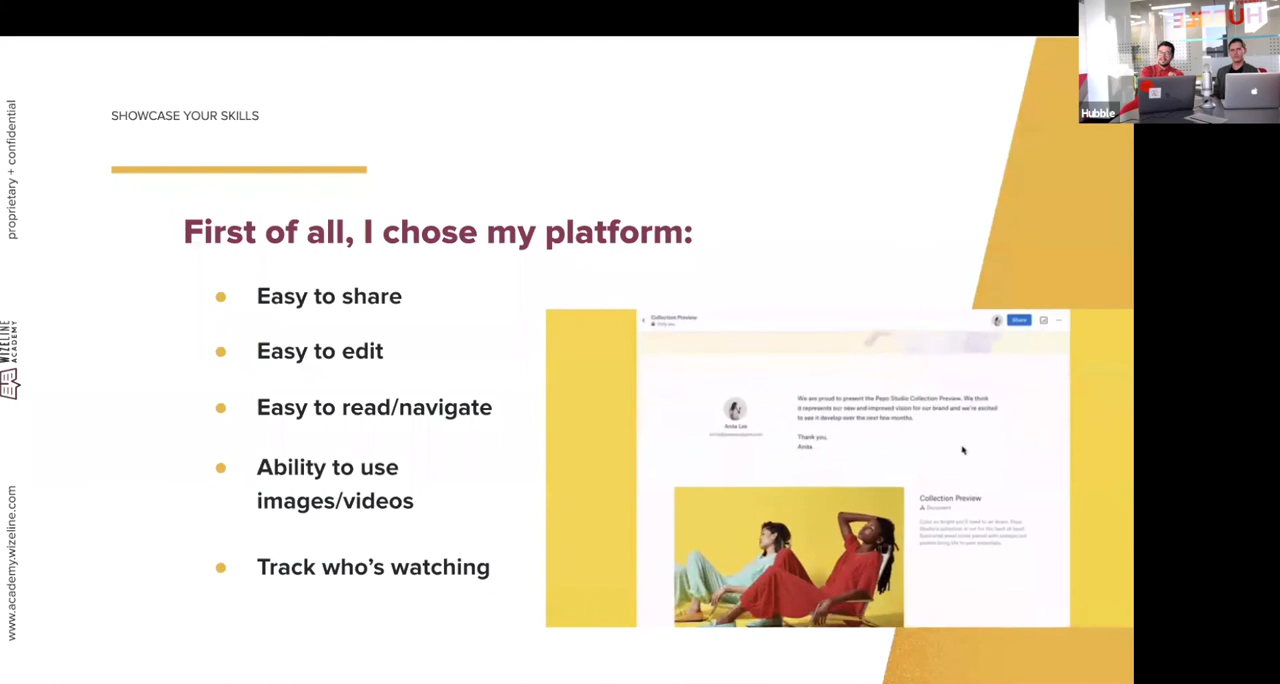 SHOWCASE YOUR SKILLS
First of all, I chose my platform:
Easy to share
Easy to edit
Easy to read/navigate
Ability to use
images/videos
Track who's watching
Collection Preview
Share
We are proud to present the Pepo Studio Collection Preview. We think
it represents our new and improved vision for our brand and we're excited
to see it develop over the next few months.
Thank you,
Anita
Anita Lee
Collection Preview
Document
proprietary + confidential
WIZELINE
ACADEMY
www.academy.wizeline.com
Hubble